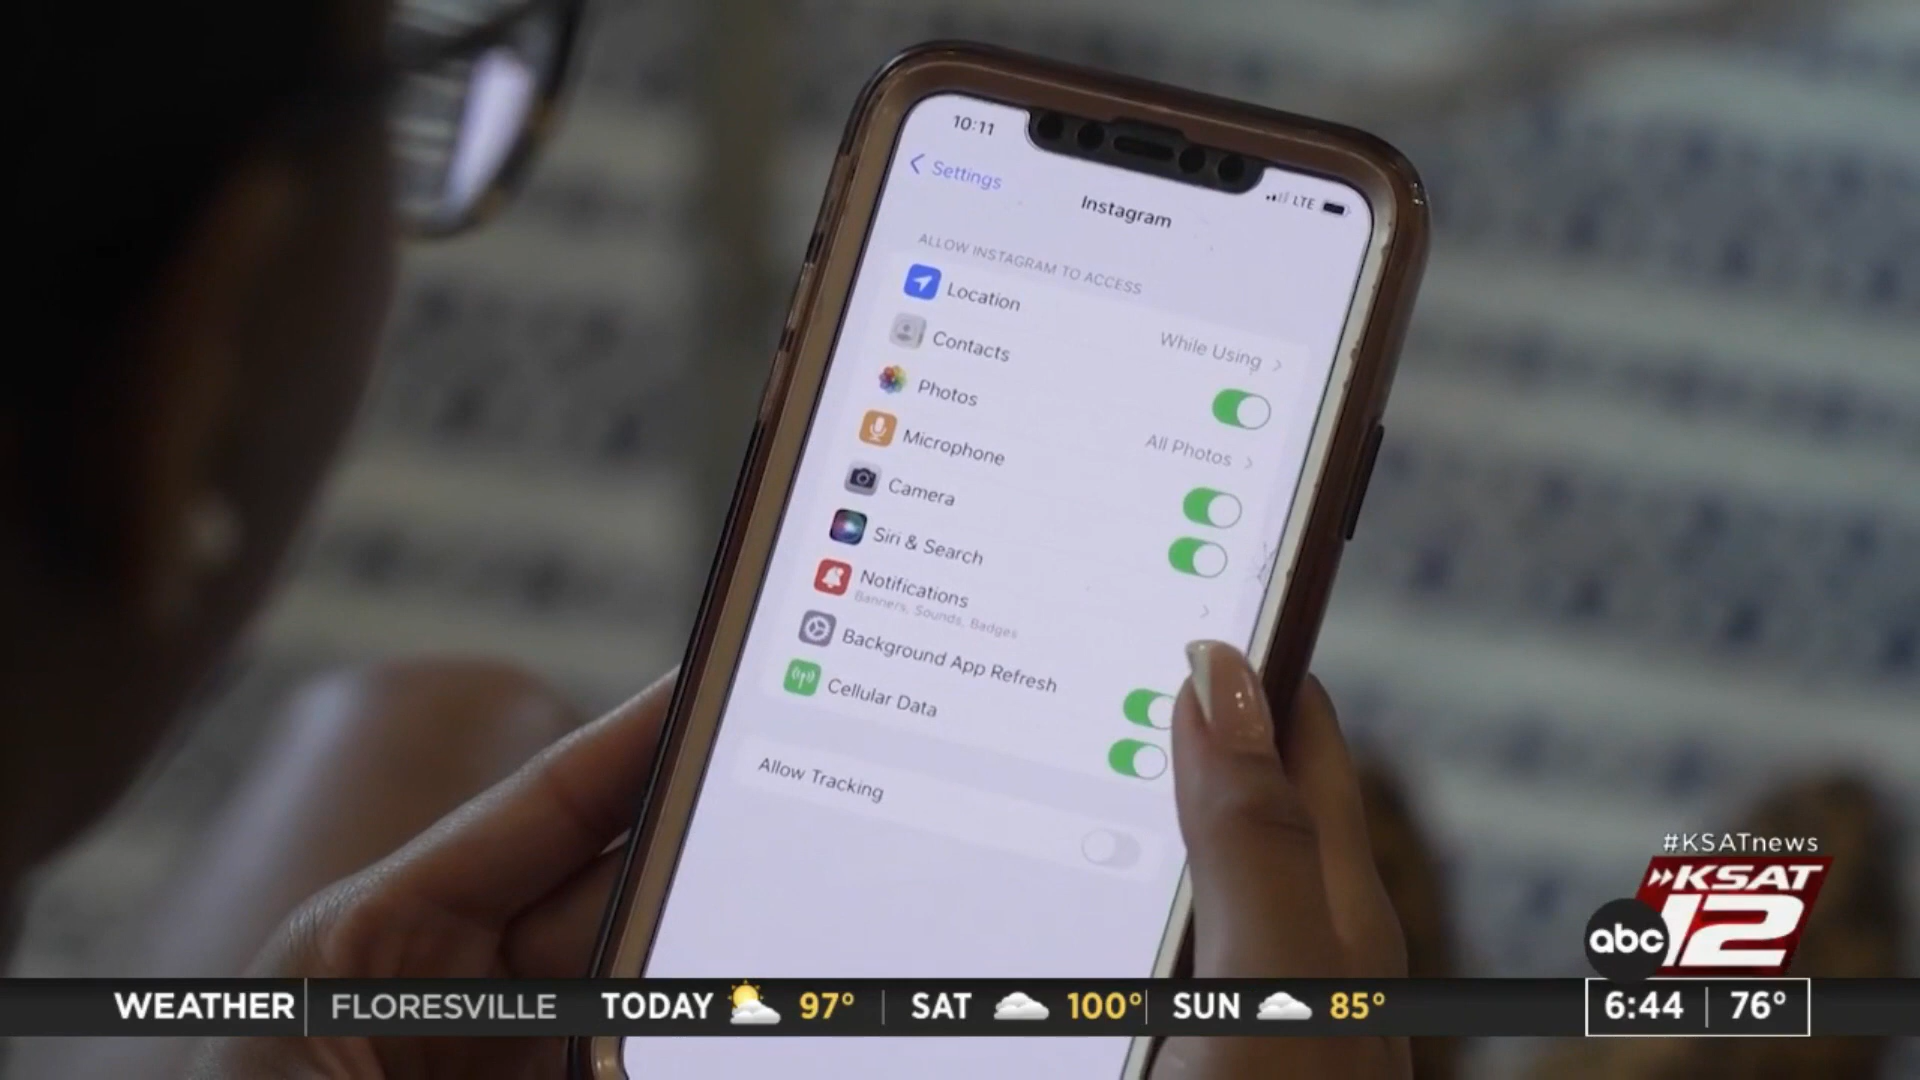 10:11
LTE
Settings
Instagram
ALLOW INSTAGRAM TO ACCESS
Location
While Using
Contacts
Photos
All Photos
Microphone
Camera
Siri & Search
Notifications
Banners, Sounds, Badges
Background App Refresh
Cellular Data
Allow Tracking
#KSATnews
KSAT
abc 12
WEATHER FLORESVILLE TODAY 97° SAT 100° SUN 85° 6:44 76°